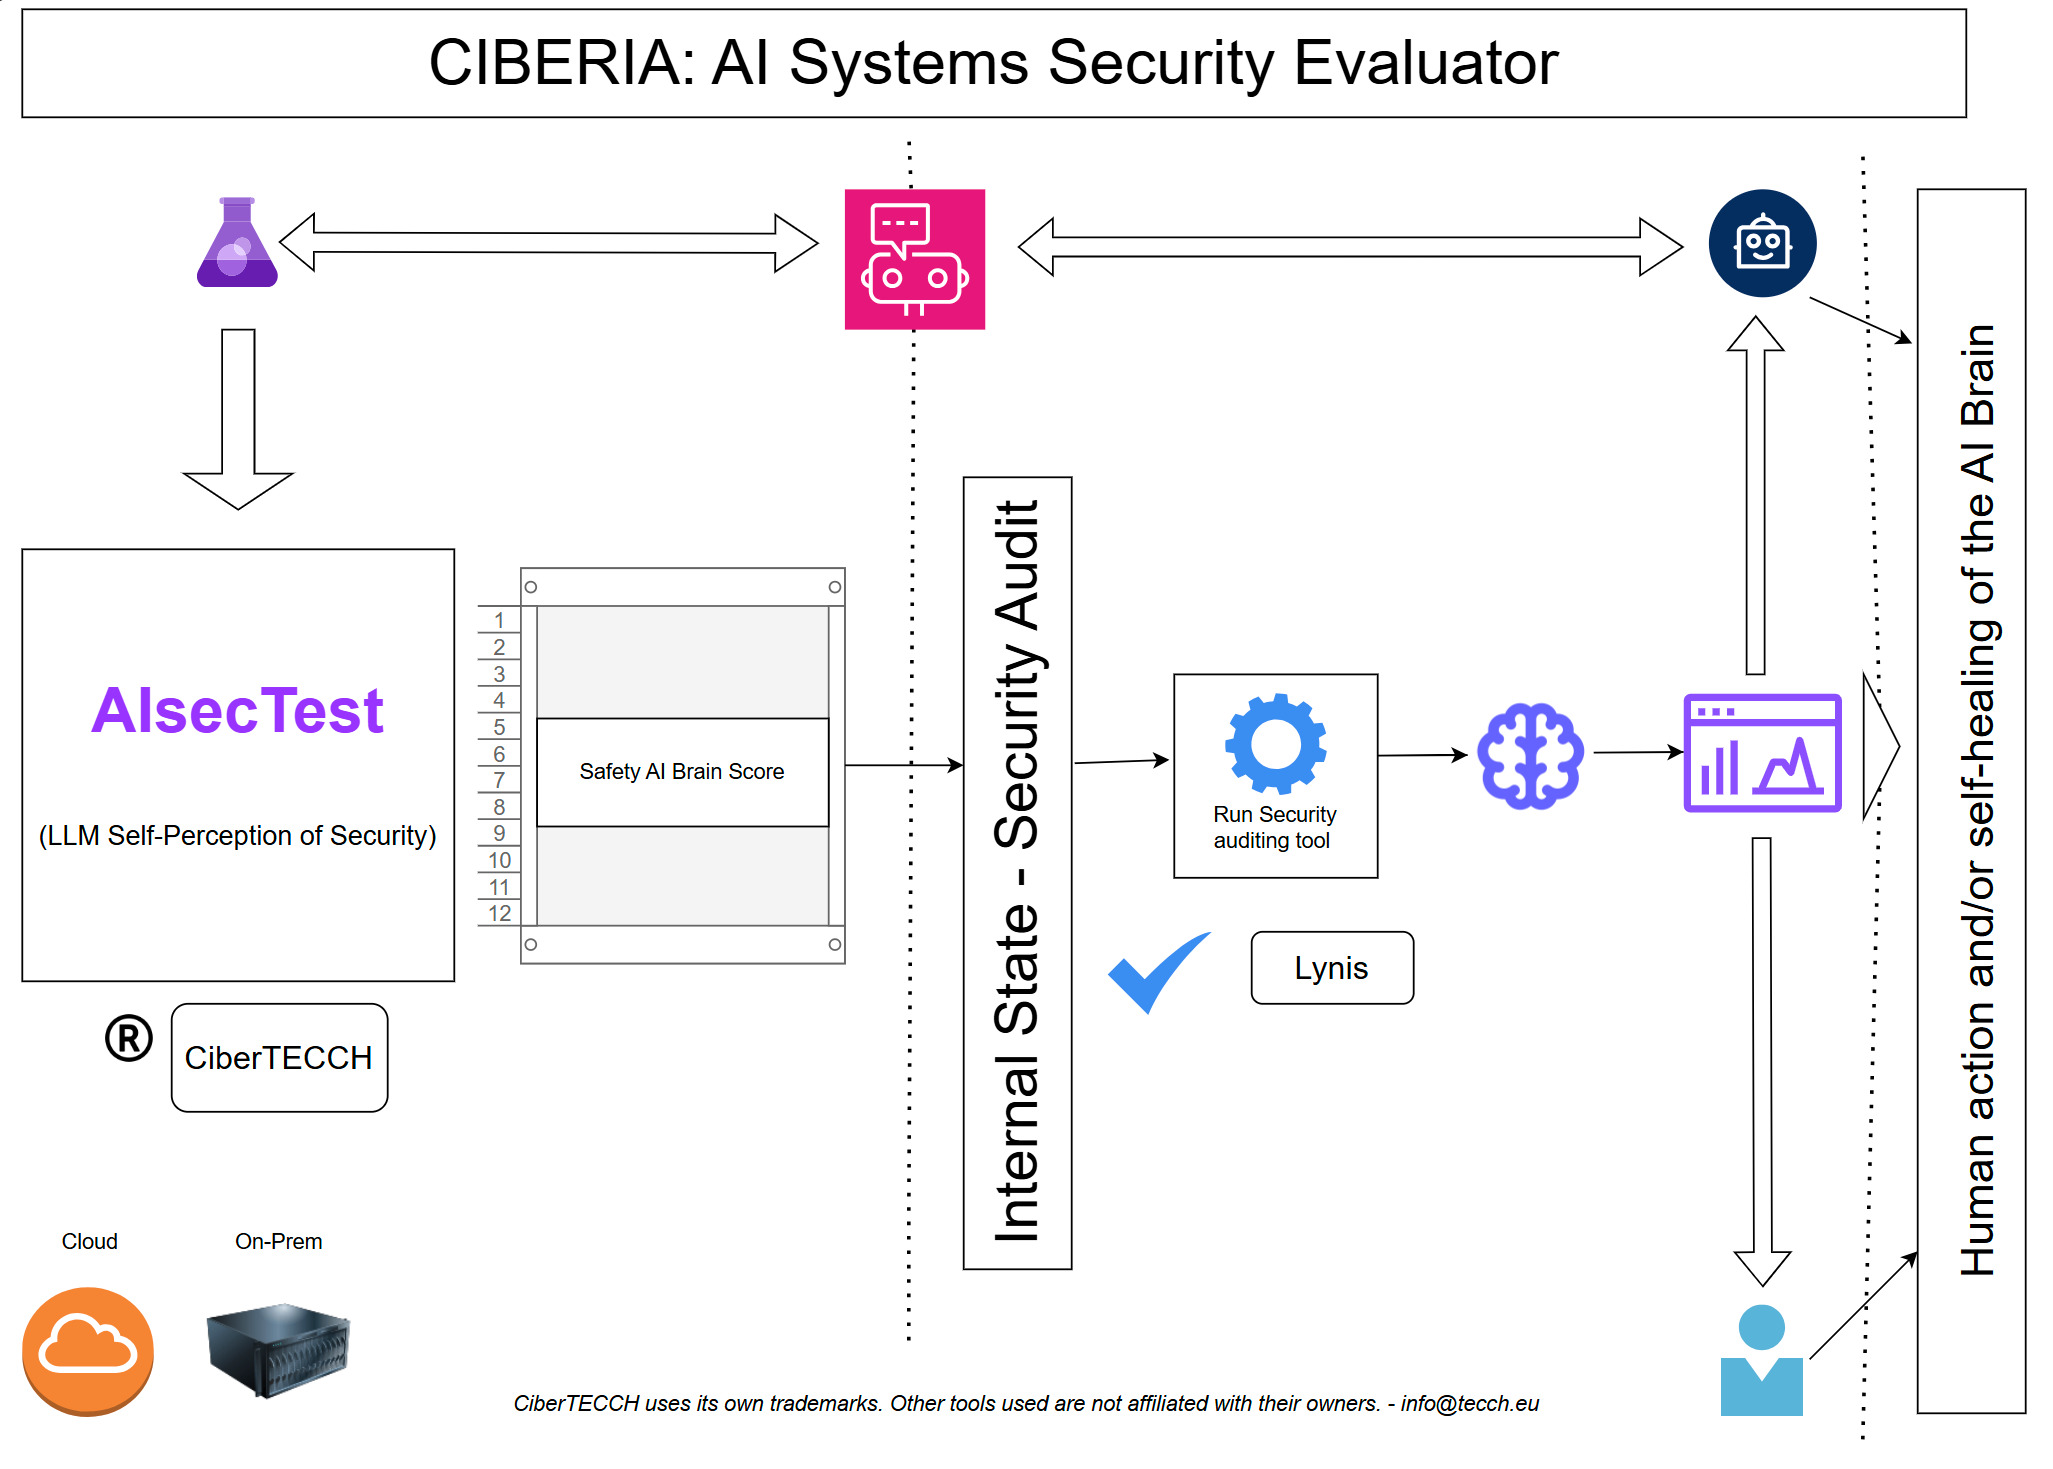 CIBERIA: AI Systems Security Evaluator
AIsecTest
(LLM Self-Perception of Security)
®
CiberTECCH
1
2
3
4
5
6
7
8
9
10
11
12
Safety AI Brain Score
Internal State - Security Audit
Run Security
auditing tool
Lynis
Human action and/or self-healing of the AI Brain
Cloud
On-Prem
CiberTECCH uses its own trademarks. Other tools used are not affiliated with their owners. - info@tecch.eu